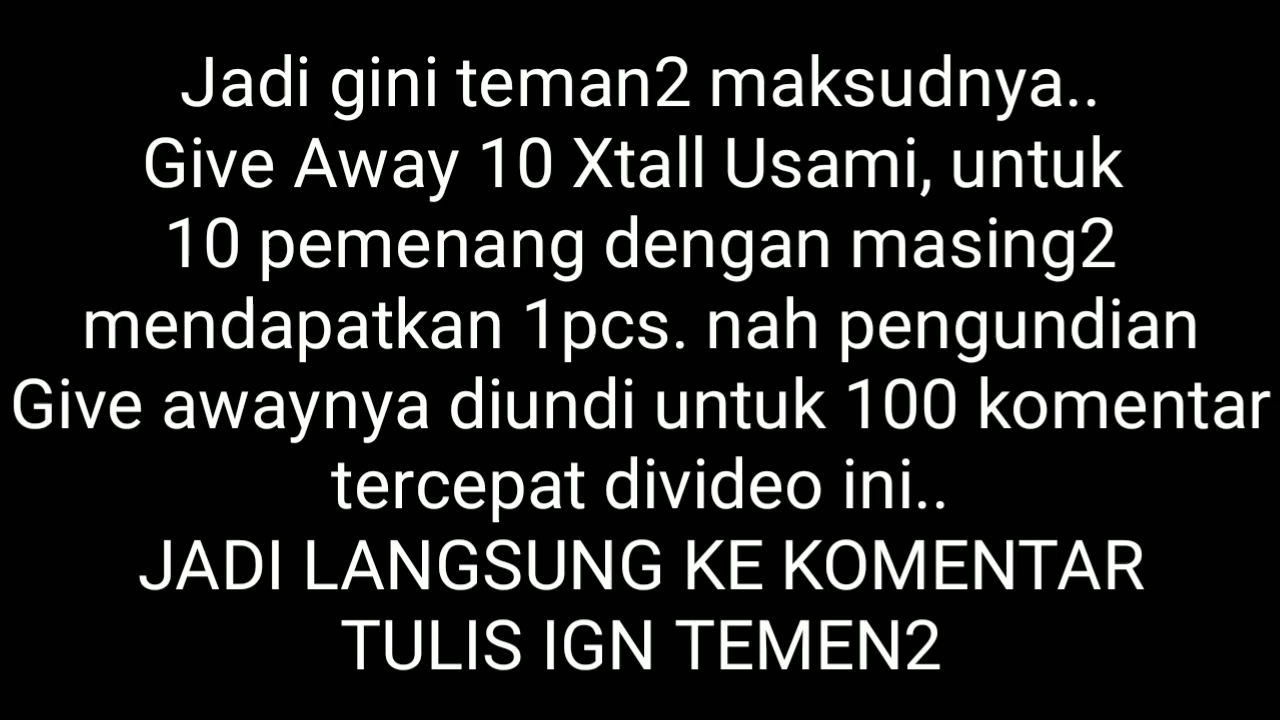 Jadi gini teman2 maksudnya..
Give Away 10 Xtall Usami, untuk
10 pemenang dengan masing2
mendapatkan 1pcs. nah pengundian
Give awaynya diundi untuk 100 komentar
tercepat divideo ini..
JADI LANGSUNG KE KOMENTAR
TULIS IGN TEMEN2